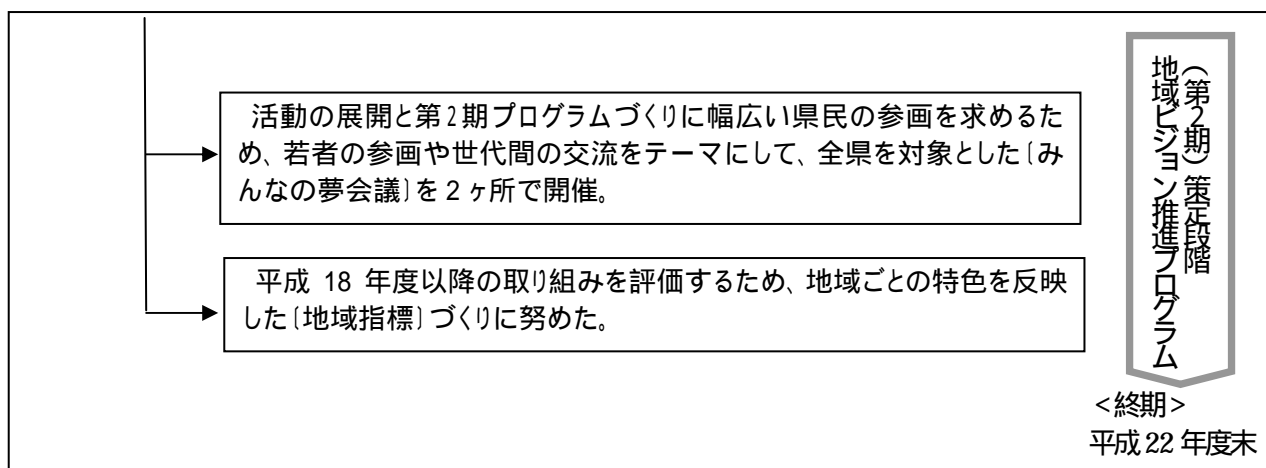 活動の展開と第2期プログラムづくりに幅広い県民の参画を求めるた
め、若者の参画や世代間の交流をテーマにして、全県を対象とした〔み
んなの夢会議〕を２ヶ所で開催。
平成 18 年度以降の取り組みを評価するため、地域ごとの特色を反映
した〔地域指標〕づくりに努めた。
（第２期）策定段階
地域ビジョン推進プログラム
＜終期＞
平成 22 年度末